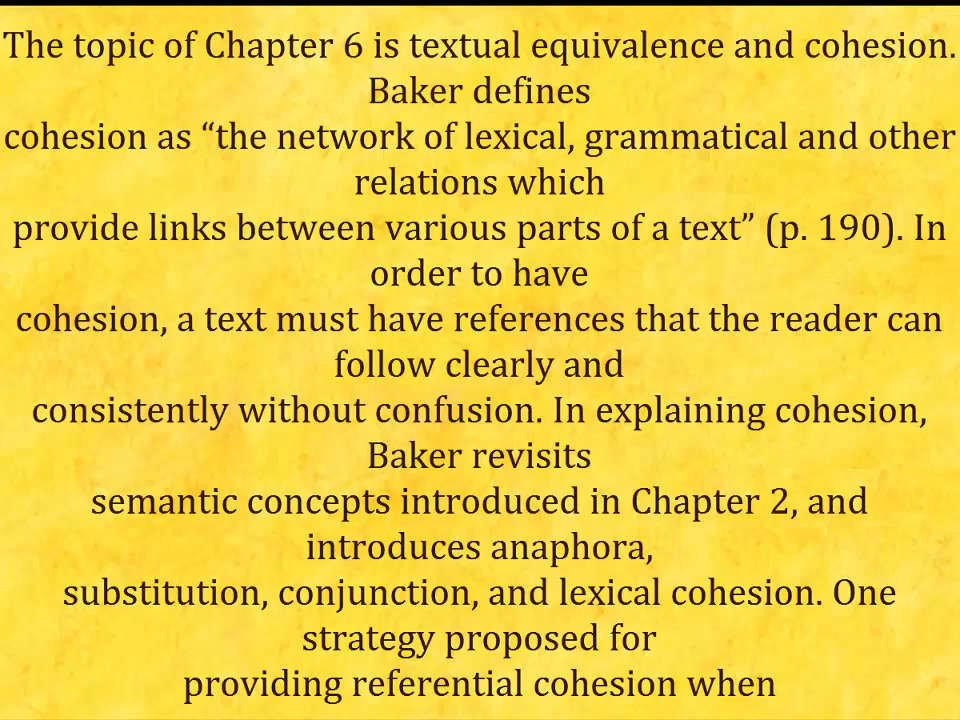 The topic of Chapter 6 is textual equivalence and cohesion.
Baker defines
cohesion as “the network of lexical, grammatical and other
relations which
provide links between various parts of a text” (p. 190). In
order to have
cohesion, a text must have references that the reader can
follow clearly and
consistently without confusion. In explaining cohesion,
Baker revisits
semantic concepts introduced in Chapter 2, and
introduces anaphora,
substitution, conjunction, and lexical cohesion. One
strategy proposed for
providing referential cohesion when